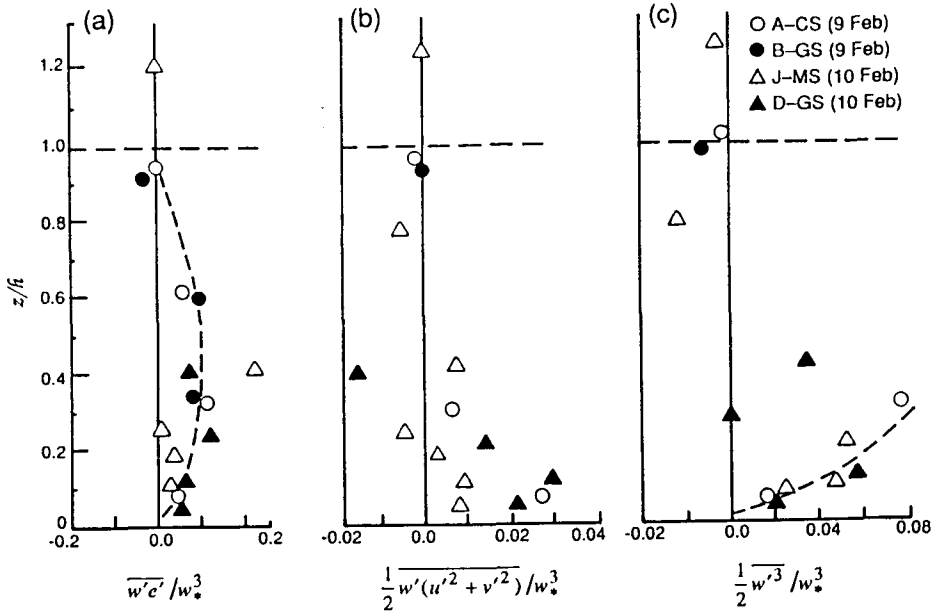 (a)
(b)
(c)
○ A–CS (9 Feb)
● B–GS (9 Feb)
△ J–MS (10 Feb)
▲ D–GS (10 Feb)
1.2
1.0
0.8
0.6
0.4
0.2
0
z/h
-0.2 0.0 0.2
-0.02 0.0 0.02 0.04
-0.02 0.0 0.04 0.08
w'e'/w*³
1/2 w'(u'² + v'²)/w*³
1/2 w'³/w*³